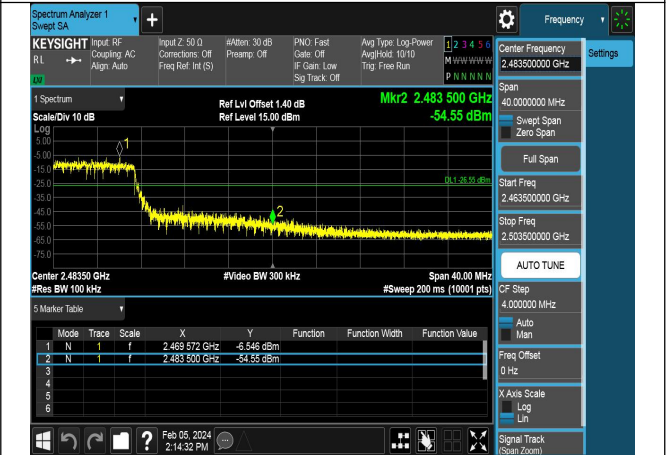 Spectrum Analyzer 1
Swept SA
+
Frequency
KEYSIGHT
RL
LXI
Input: RF
Coupling: AC
Align: Auto
Input Z: 50 Ω
Corrections: Off
Freq Ref: Int (S)
#Atten: 30 dB
Preamp: Off
PNO: Fast
Gate: Off
IF Gain: Low
Sig Track: Off
Avg Type: Log-Power
Avg|Hold: 10/10
Trig: Free Run
1 2 3 4 5 6
M W W W W W
P N N N N N
1 Spectrum
Scale/Div 10 dB
Ref Lvl Offset 1.40 dB
Ref Level 15.00 dBm
Mkr2 2.483 500 GHz
-54.55 dBm
Log
5.00
-5.00
-15.0
-25.0
-35.0
-45.0
-55.0
-65.0
-75.0
1
2
DL1 -26.55 dBm
Center 2.48350 GHz
#Res BW 100 kHz
#Video BW 300 kHz
Span 40.00 MHz
#Sweep 200 ms (10001 pts)
5 Marker Table
Mode Trace Scale X Y Function Function Width Function Value
1 N 1 f 2.469 572 GHz -6.546 dBm
2 N 1 f 2.483 500 GHz -54.55 dBm
3
4
5
6
?
Feb 05, 2024
2:14:32 PM
Center Frequency
2.483500000 GHz
Settings
Span
40.0000000 MHz
Swept Span
Zero Span
Full Span
Start Freq
2.463500000 GHz
Stop Freq
2.503500000 GHz
AUTO TUNE
CF Step
4.000000 MHz
Auto
Man
Freq Offset
0 Hz
X Axis Scale
Log
Lin
Signal Track
(Span Zoom)